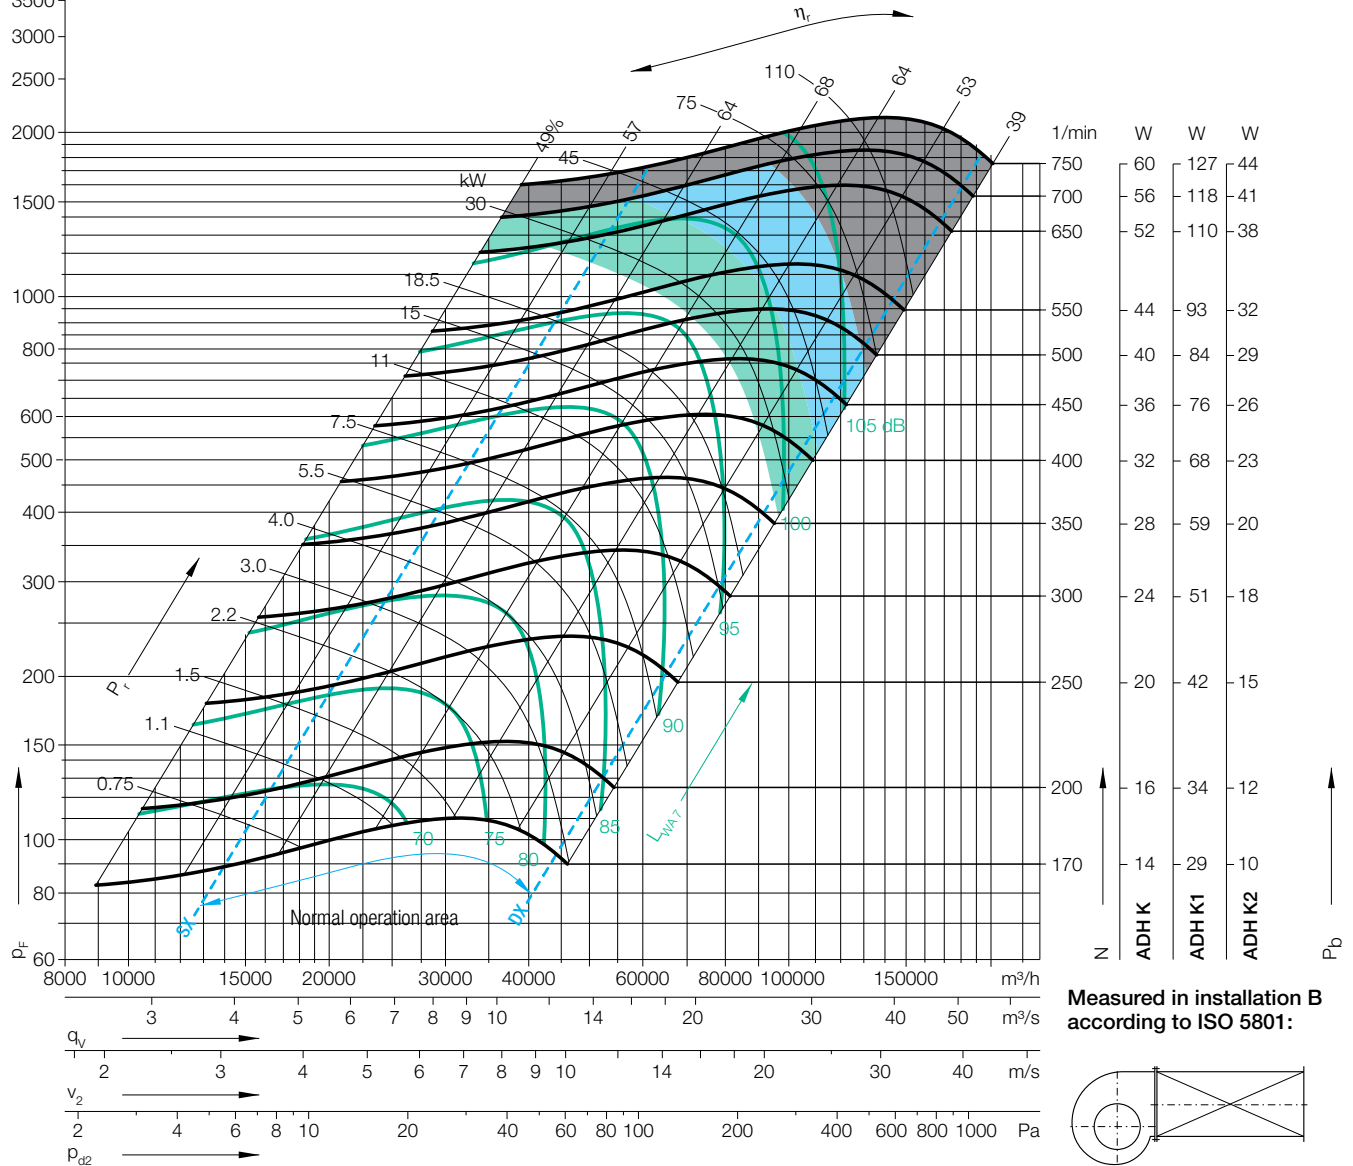 3500
3000
2500
2000
1500
1000
800
600
500
400
300
200
150
100
80
60
p_F
P_r
η_r
49%
57
64
68
64
53
39
kW
0.75
1.1
1.5
2.2
3.0
4.0
5.5
7.5
11
15
18.5
30
45
75
110
70
75
80
85
90
95
100
105 dB
L_WA7
SX
DX
Normal operation area
1/min W W W
750 60 127 44
700 56 118 41
650 52 110 38
550 44 93 32
500 40 84 29
450 36 76 26
400 32 68 23
350 28 59 20
300 24 51 18
250 20 42 15
200 16 34 12
170 14 29 10
N ADH K ADH K1 ADH K2 P_b
8000 10000 15000 20000 30000 40000 60000 80000 100000 150000 m³/h
3 4 5 6 7 8 9 10 14 20 30 40 50 m³/s
q_V
2 3 4 5 6 7 8 9 10 14 20 30 40 m/s
v_2
2 4 6 8 10 20 40 60 80 100 200 400 600 800 1000 Pa
p_d2
Measured in installation B
according to ISO 5801: